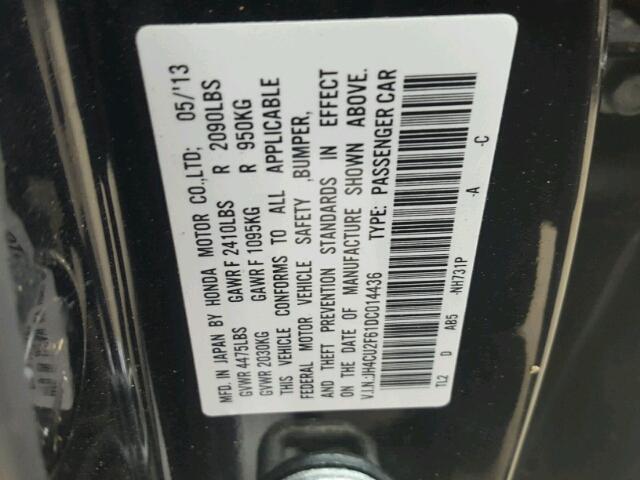 MFD. IN JAPAN BY HONDA MOTOR CO.,LTD; 05/'13
GVWR 4475LBS GAWR F 2410LBS R 2090LBS
GVWR 2030KG GAWR F 1095KG R 950KG
THIS VEHICLE CONFORMS TO ALL APPLICABLE
FEDERAL MOTOR VEHICLE SAFETY ,BUMPER,
AND THEFT PREVENTION STANDARDS IN EFFECT
ON THE DATE OF MANUFACTURE SHOWN ABOVE.
V.I.N.JH4CU2F61DC014436 TYPE: PASSENGER CAR
TL2 D AB5 -NH731P -A -C